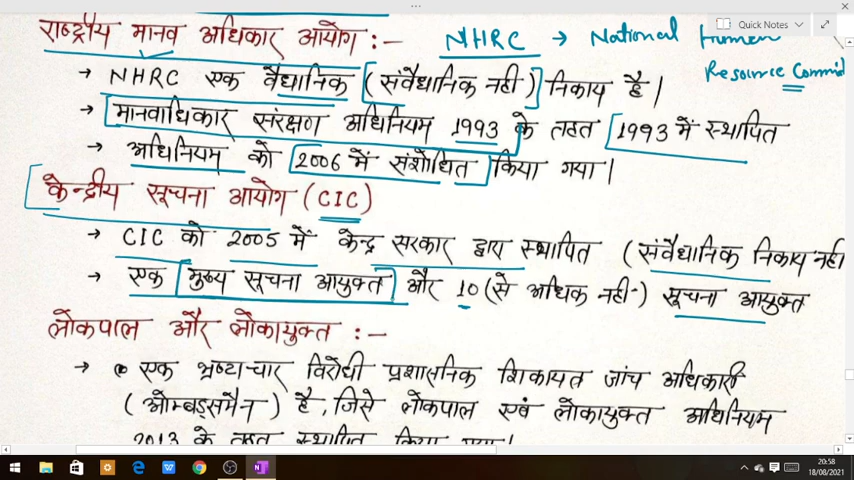 Quick Notes
राष्ट्रीय मानव अधिकार आयोग :- NHRC → National Human
Resource Commi
→ NHRC एक वैधानिक (संवैधानिक नही) निकाय है।
→ मानवाधिकार संरक्षण अधिनियम 1993 के तहत 1993 में स्थापित
→ अधिनियम को 2006 में संशोधित किया गया।
केन्द्रीय सूचना आयोग (CIC)
→ CIC को 2005 में केन्द्र सरकार द्वारा स्थापित (संवैधानिक निकाय नही
→ एक मुख्य सूचना आयुक्त और 10 (से अधिक नही) सूचना आयुक्त
लोकपाल और लोकायुक्त :-
→ एक भ्रष्टाचार विरोधी प्रशासनिक शिकायत जांच अधिकारी
(ओम्बड्समैन) है, जिसे लोकपाल एवं लोकायुक्त अधिनियम
2013 के तहत स्थापित किया गया।
20:58
18/08/2021